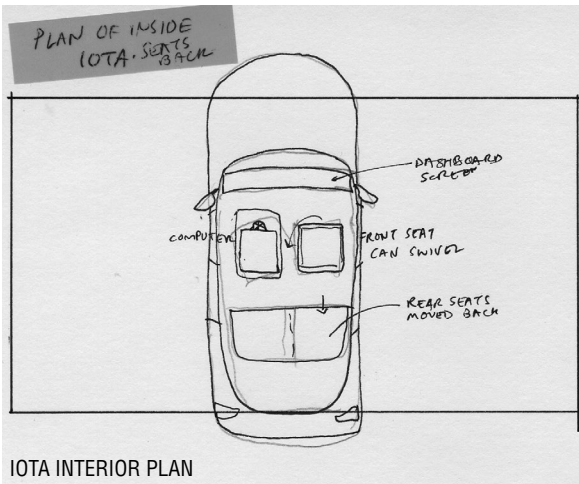 PLAN OF INSIDE
IOTA. SEATS
BACK
DASHBOARD
SCREEN
COMPUTER
FRONT SEAT
CAN SWIVEL
REAR SEATS
MOVED BACK
IOTA INTERIOR PLAN